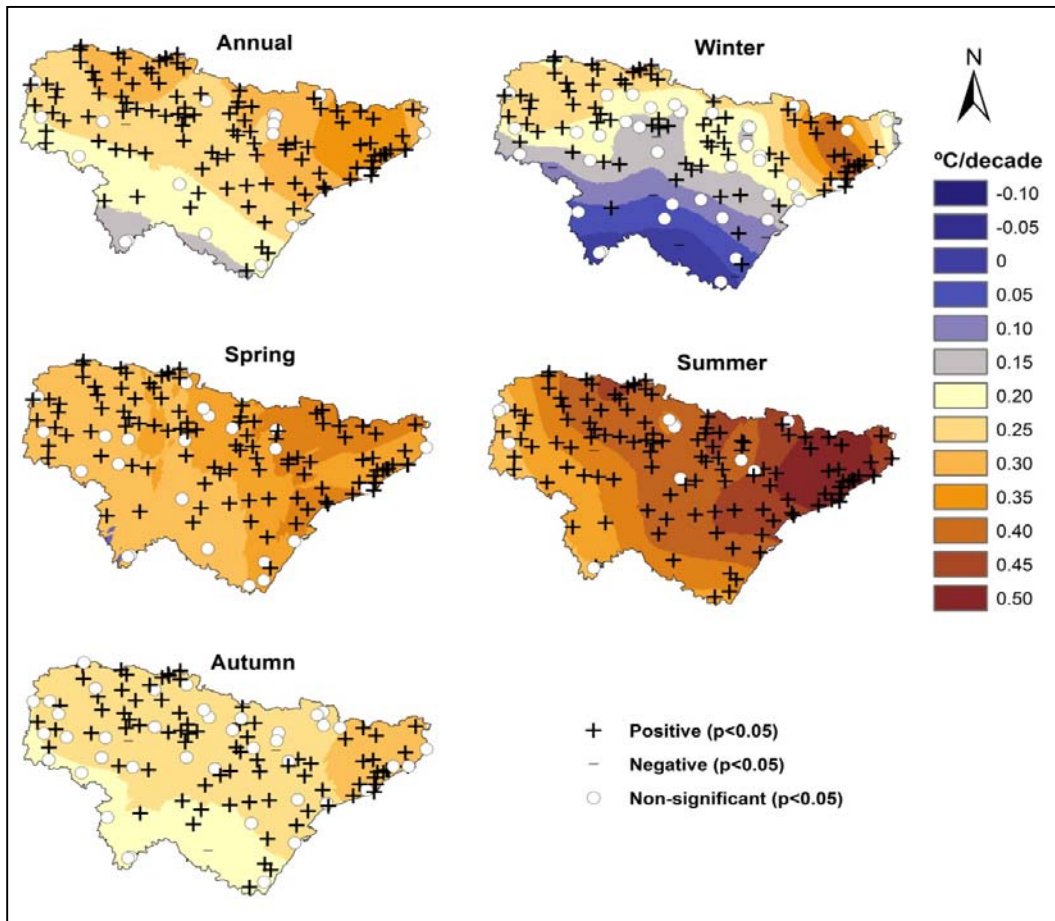 Annual
Winter
N
ºC/decade
-0.10
-0.05
0
0.05
0.10
0.15
0.20
0.25
0.30
0.35
0.40
0.45
0.50
Spring
Summer
Autumn
+ Positive (p<0.05)
− Negative (p<0.05)
○ Non-significant (p<0.05)